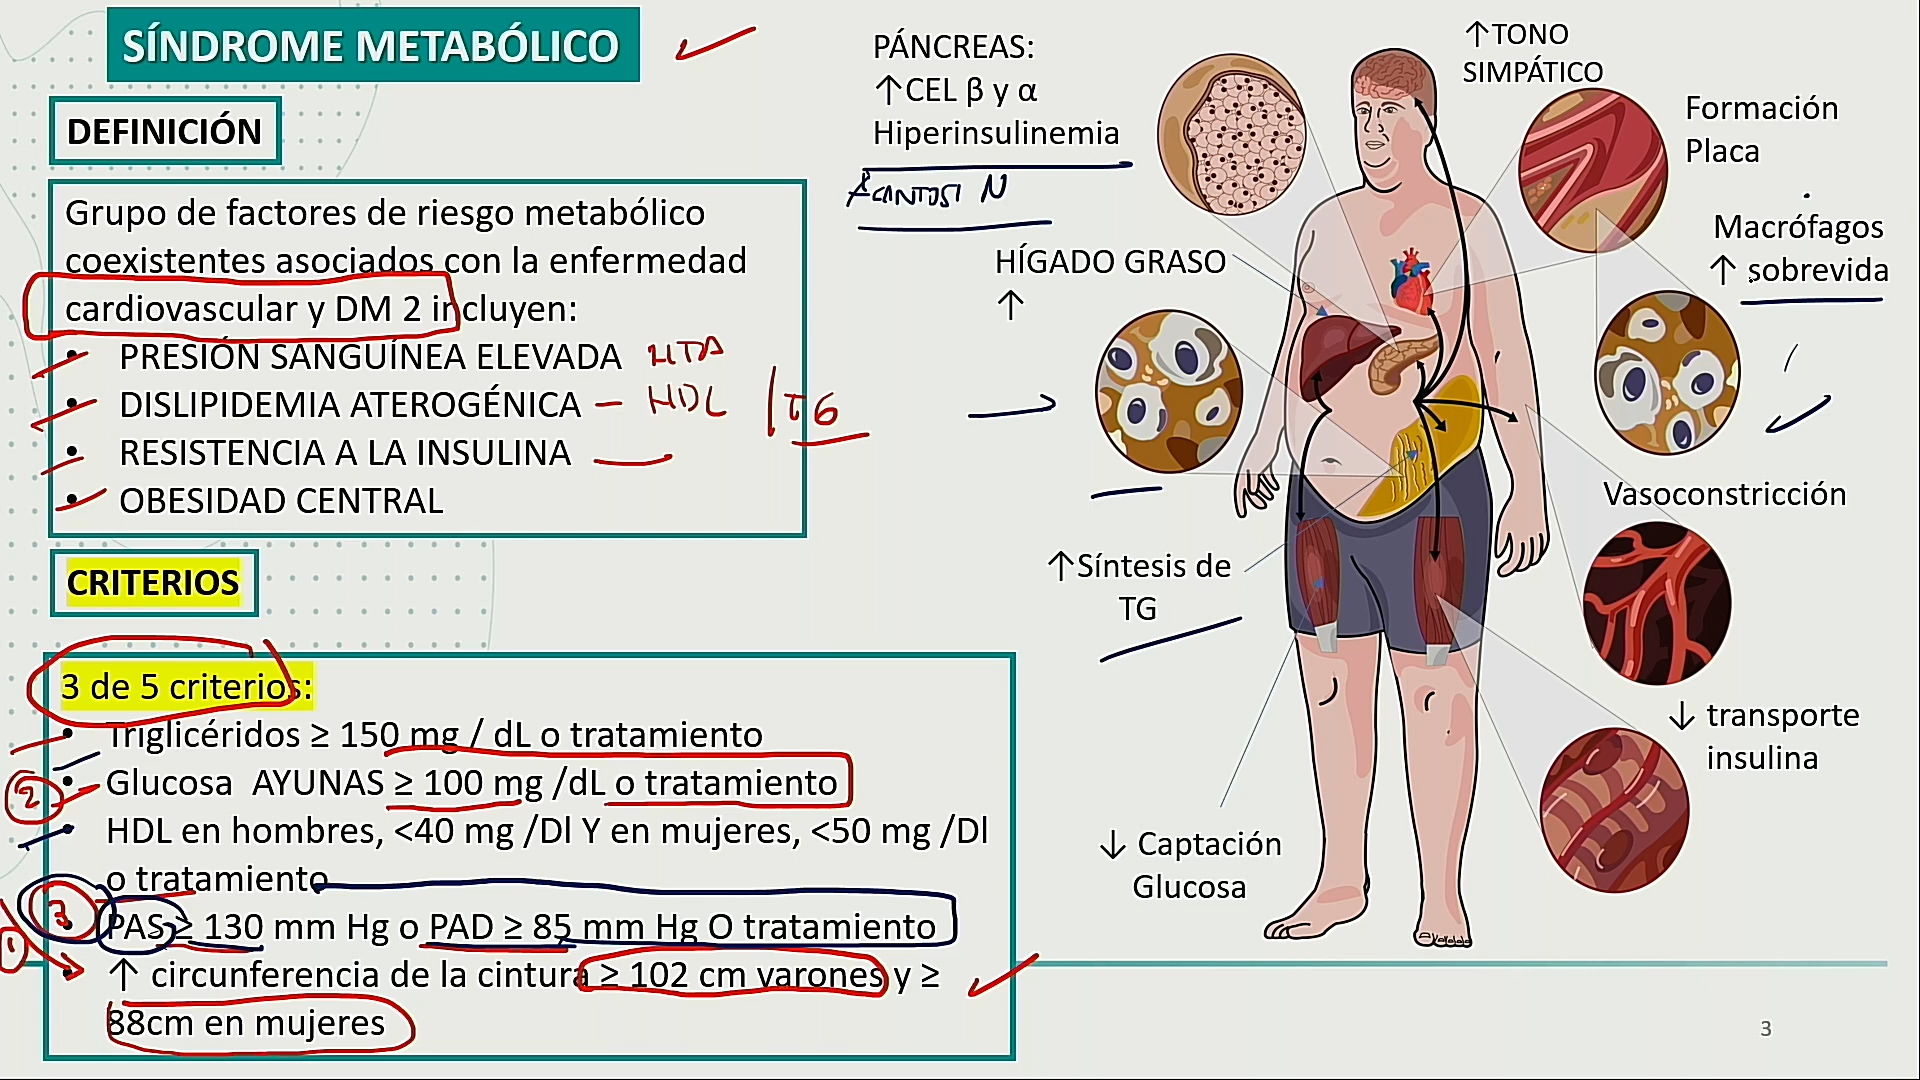 SÍNDROME METABÓLICO
DEFINICIÓN
Grupo de factores de riesgo metabólico
coexistentes asociados con la enfermedad
cardiovascular y DM 2 incluyen:
• PRESIÓN SANGUÍNEA ELEVADA HTA
• DISLIPIDEMIA ATEROGÉNICA – HDL | TG
• RESISTENCIA A LA INSULINA
• OBESIDAD CENTRAL
CRITERIOS
3 de 5 criterios:
• Triglicéridos ≥ 150 mg / dL o tratamiento
2 • Glucosa AYUNAS ≥ 100 mg /dL o tratamiento
• HDL en hombres, <40 mg /Dl Y en mujeres, <50 mg /Dl
o tratamiento
3 • PAS ≥ 130 mm Hg o PAD ≥ 85 mm Hg O tratamiento
1 • ↑ circunferencia de la cintura ≥ 102 cm varones y ≥
88cm en mujeres
PÁNCREAS:
↑CEL β y α
Hiperinsulinemia
Acantosi N
HÍGADO GRASO
↑
↑Síntesis de
TG
↓ Captación
Glucosa
↑TONO
SIMPÁTICO
Formación
Placa
Macrófagos
↑ sobrevida
Vasoconstricción
↓ transporte
insulina
3